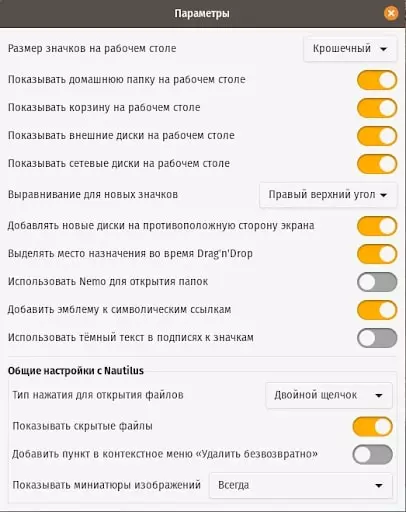 Параметры
Размер значков на рабочем столе Крошечный
Показывать домашнюю папку на рабочем столе
Показывать корзину на рабочем столе
Показывать внешние диски на рабочем столе
Показывать сетевые диски на рабочем столе
Выравнивание для новых значков Правый верхний угол
Добавлять новые диски на противоположную сторону экрана
Выделять место назначения во время Drag'n'Drop
Использовать Nemo для открытия папок
Добавить эмблему к символическим ссылкам
Использовать тёмный текст в подписях к значкам
Общие настройки с Nautilus
Тип нажатия для открытия файлов Двойной щелчок
Показывать скрытые файлы
Добавить пункт в контекстное меню «Удалить безвозвратно»
Показывать миниатюры изображений Всегда